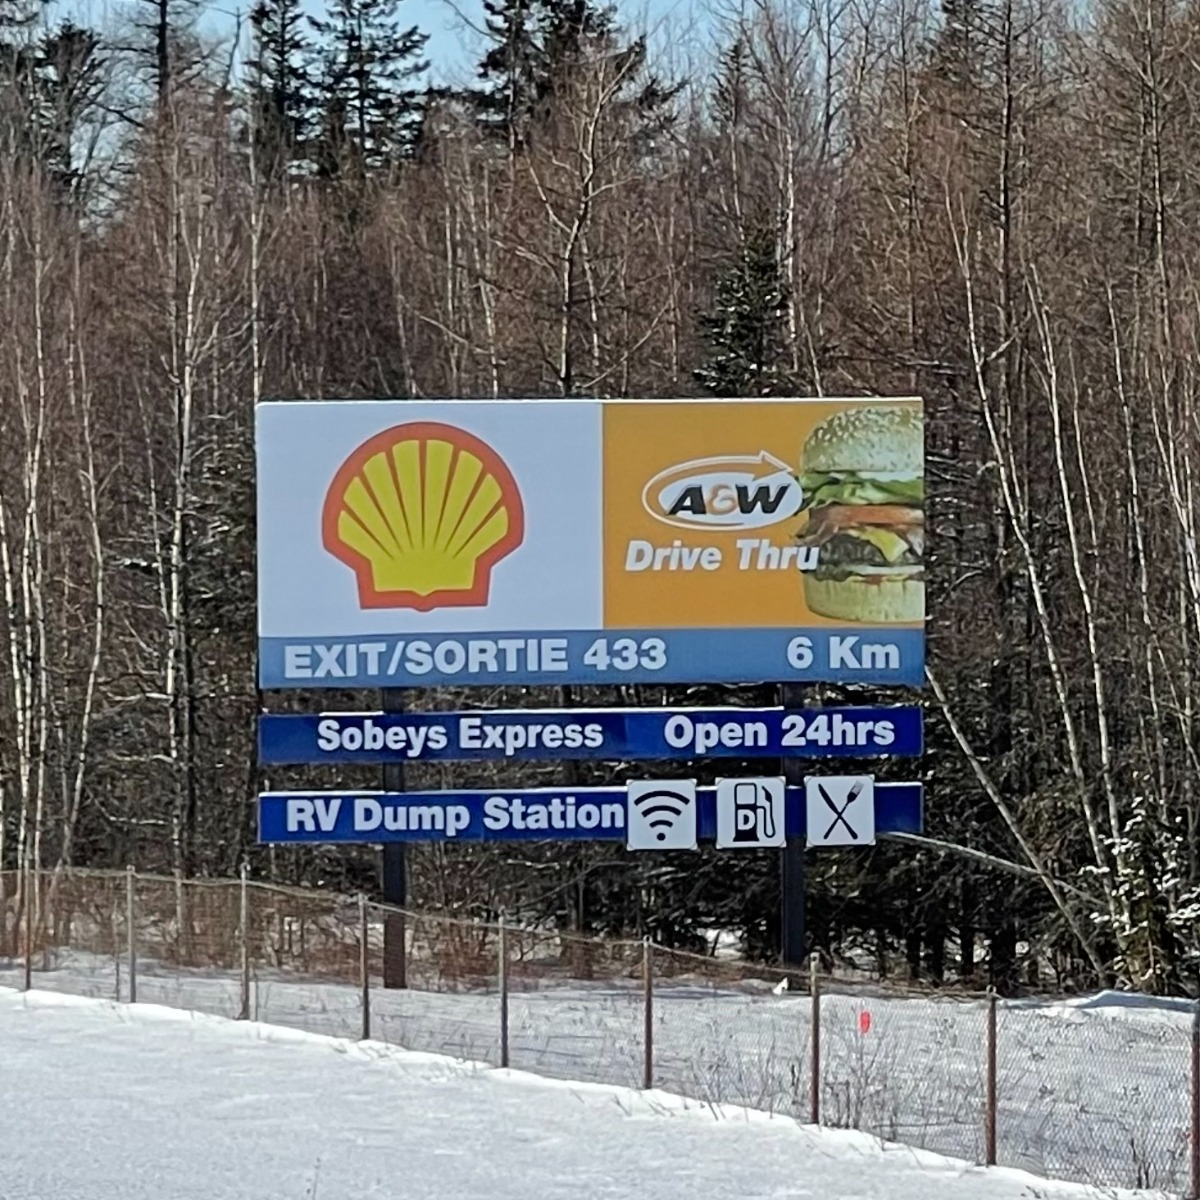 A&W
Drive Thru
EXIT/SORTIE 433 6 Km
Sobeys Express Open 24hrs
RV Dump Station
D